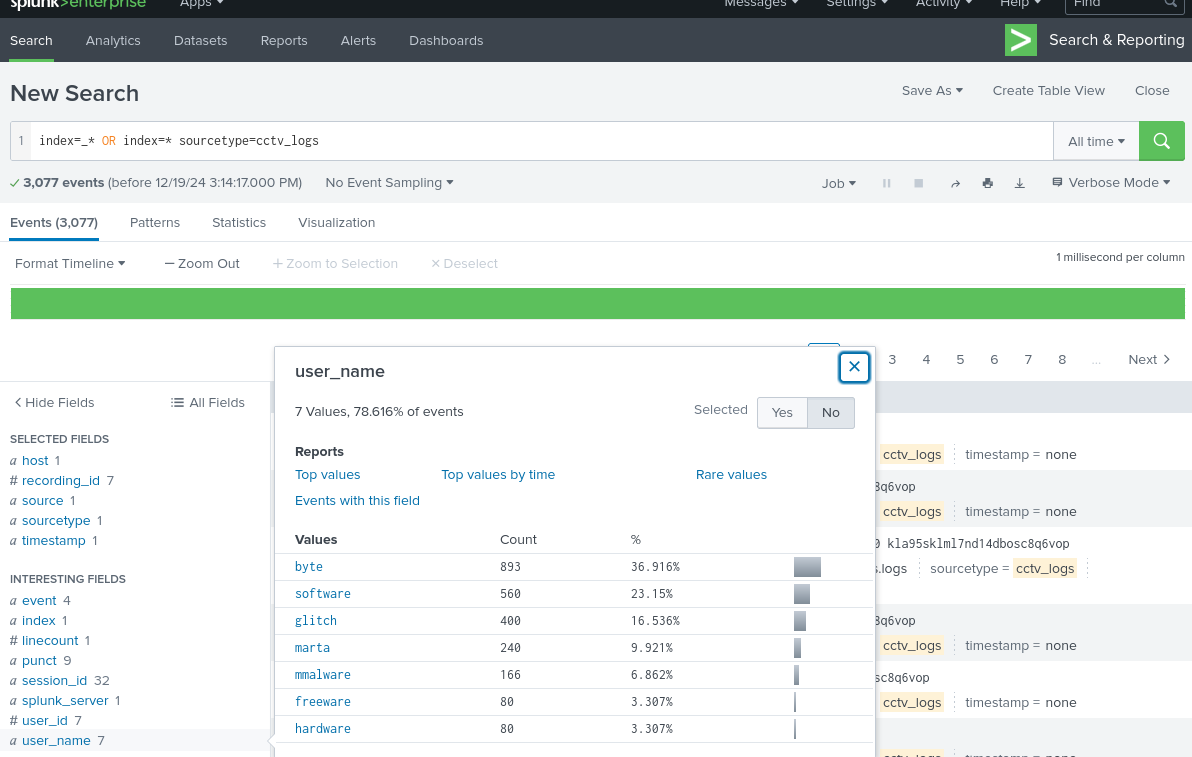 splunk>enterprise Apps Messages Settings Activity Help Find
Search Analytics Datasets Reports Alerts Dashboards Search & Reporting
New Search Save As Create Table View Close
1 index=_* OR index=* sourcetype=cctv_logs All time
3,077 events (before 12/19/24 3:14:17.000 PM) No Event Sampling Job Verbose Mode
Events (3,077) Patterns Statistics Visualization
Format Timeline — Zoom Out + Zoom to Selection × Deselect 1 millisecond per column
3 4 5 6 7 8 ... Next >
< Hide Fields All Fields
SELECTED FIELDS
a host 1
# recording_id 7
a source 1
a sourcetype 1
a timestamp 1
INTERESTING FIELDS
a event 4
a index 1
# linecount 1
a punct 9
a session_id 32
a splunk_server 1
# user_id 7
a user_name 7
user_name
7 Values, 78.616% of events Selected Yes No
Reports
Top values Top values by time Rare values
Events with this field
Values Count %
byte 893 36.916%
software 560 23.15%
glitch 400 16.536%
marta 240 9.921%
mmalware 166 6.862%
freeware 80 3.307%
hardware 80 3.307%
cctv_logs timestamp = none
8q6vop
cctv_logs timestamp = none
0 kla95sklml7nd14dbosc8q6vop
s.logs sourcetype = cctv_logs
8q6vop
cctv_logs timestamp = none
sc8q6vop
cctv_logs timestamp = none
cctv_logs timestamp = none